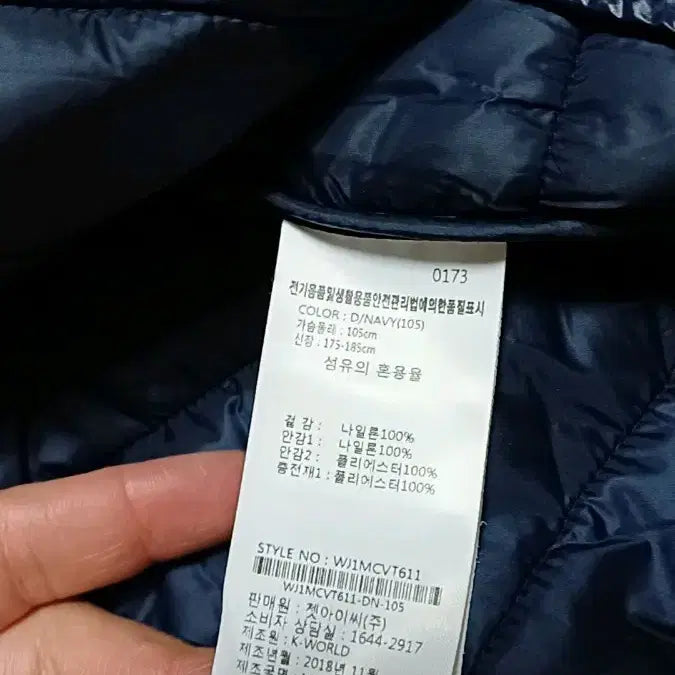 0173
전기용품및생활용품안전관리법에의한품질표시
COLOR : D/NAVY(105)
가슴둘레 : 105cm
신장 : 175-185cm
섬유의 혼용율
겉감 : 나일론100%
안감1 : 나일론100%
안감2 : 폴리에스터100%
충전재1 : 폴리에스터100%
STYLE NO : WJ1MCVT611
WJ1MCVT611-DN-105
판매원 : 젯아이씨(주)
소비자 상담실 : 1644-2917
제조원 : K-WORLD
제조년월 : 2018년 11월
제조국명 :